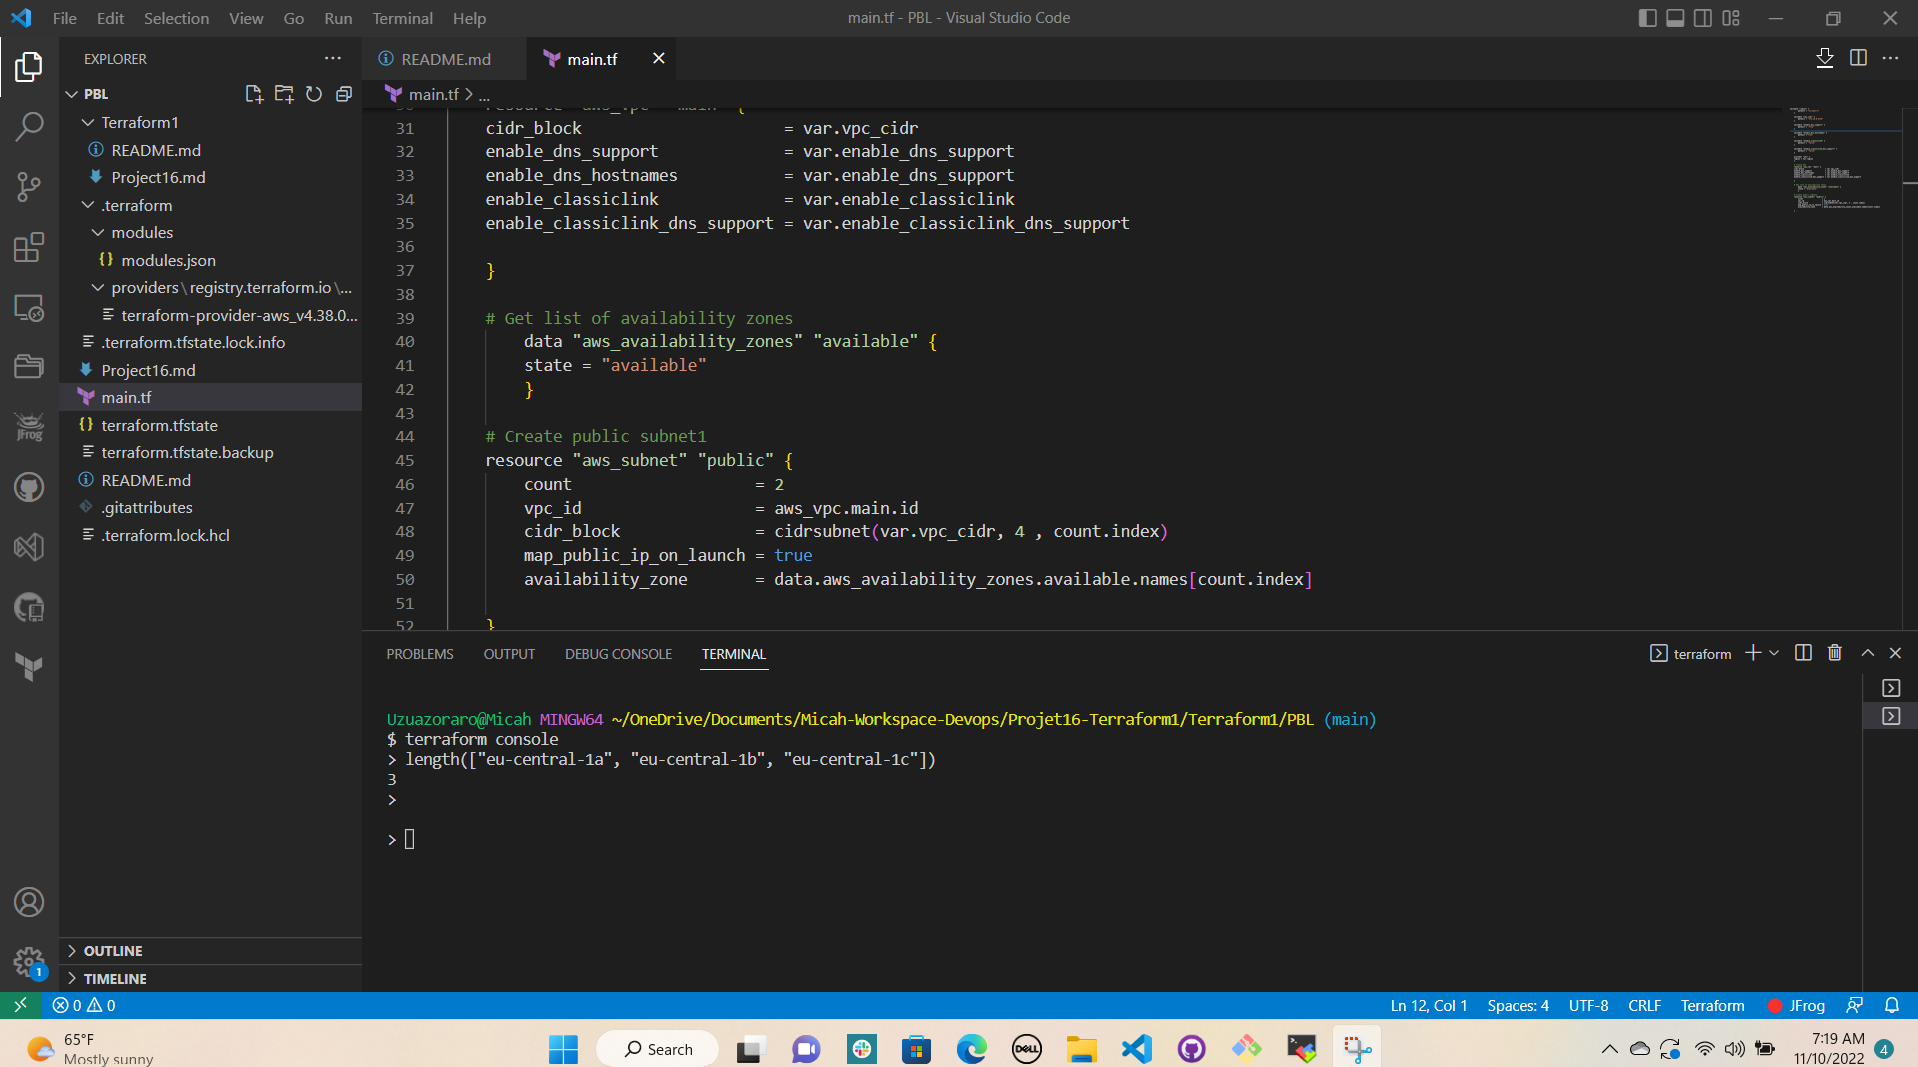 File Edit Selection View Go Run Terminal Help
main.tf - PBL - Visual Studio Code
EXPLORER
PBL
Terraform1
README.md
Project16.md
.terraform
modules
modules.json
providers\registry.terraform.io\...
terraform-provider-aws_v4.38.0...
.terraform.tfstate.lock.info
Project16.md
main.tf
terraform.tfstate
terraform.tfstate.backup
README.md
.gitattributes
.terraform.lock.hcl
OUTLINE
TIMELINE
JFrog
1
README.md
main.tf
main.tf > ...
31 cidr_block = var.vpc_cidr
32 enable_dns_support = var.enable_dns_support
33 enable_dns_hostnames = var.enable_dns_support
34 enable_classiclink = var.enable_classiclink
35 enable_classiclink_dns_support = var.enable_classiclink_dns_support
36
37 }
38
39 # Get list of availability zones
40 data "aws_availability_zones" "available" {
41 state = "available"
42 }
43
44 # Create public subnet1
45 resource "aws_subnet" "public" {
46 count = 2
47 vpc_id = aws_vpc.main.id
48 cidr_block = cidrsubnet(var.vpc_cidr, 4 , count.index)
49 map_public_ip_on_launch = true
50 availability_zone = data.aws_availability_zones.available.names[count.index]
51
52 }
PROBLEMS OUTPUT DEBUG CONSOLE TERMINAL
terraform
Uzuazoraro@Micah MINGW64 ~/OneDrive/Documents/Micah-Workspace-Devops/Projet16-Terraform1/Terraform1/PBL (main)
$ terraform console
> length(["eu-central-1a", "eu-central-1b", "eu-central-1c"])
3
>
>
0 0
Ln 12, Col 1 Spaces: 4 UTF-8 CRLF Terraform JFrog
65°F
Mostly sunny
Search
DELL
7:19 AM
11/10/2022
4